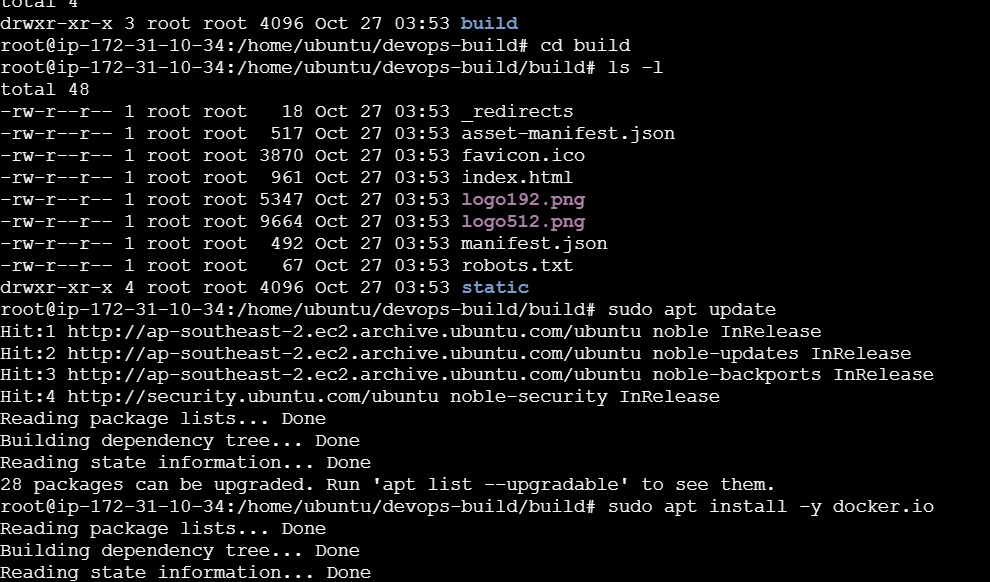 total 4
drwxr-xr-x 3 root root 4096 Oct 27 03:53 build
root@ip-172-31-10-34:/home/ubuntu/devops-build# cd build
root@ip-172-31-10-34:/home/ubuntu/devops-build/build# ls -l
total 48
-rw-r--r-- 1 root root   18 Oct 27 03:53 _redirects
-rw-r--r-- 1 root root  517 Oct 27 03:53 asset-manifest.json
-rw-r--r-- 1 root root 3870 Oct 27 03:53 favicon.ico
-rw-r--r-- 1 root root  961 Oct 27 03:53 index.html
-rw-r--r-- 1 root root 5347 Oct 27 03:53 logo192.png
-rw-r--r-- 1 root root 9664 Oct 27 03:53 logo512.png
-rw-r--r-- 1 root root  492 Oct 27 03:53 manifest.json
-rw-r--r-- 1 root root   67 Oct 27 03:53 robots.txt
drwxr-xr-x 4 root root 4096 Oct 27 03:53 static
root@ip-172-31-10-34:/home/ubuntu/devops-build/build# sudo apt update
Hit:1 http://ap-southeast-2.ec2.archive.ubuntu.com/ubuntu noble InRelease
Hit:2 http://ap-southeast-2.ec2.archive.ubuntu.com/ubuntu noble-updates InRelease
Hit:3 http://ap-southeast-2.ec2.archive.ubuntu.com/ubuntu noble-backports InRelease
Hit:4 http://security.ubuntu.com/ubuntu noble-security InRelease
Reading package lists... Done
Building dependency tree... Done
Reading state information... Done
28 packages can be upgraded. Run 'apt list --upgradable' to see them.
root@ip-172-31-10-34:/home/ubuntu/devops-build/build# sudo apt install -y docker.io
Reading package lists... Done
Building dependency tree... Done
Reading state information... Done